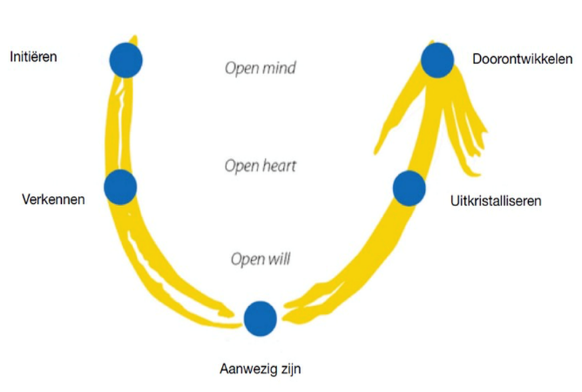 Initiëren
Open mind
Doorontwikkelen
Open heart
Verkennen
Uitkristalliseren
Open will
Aanwezig zijn